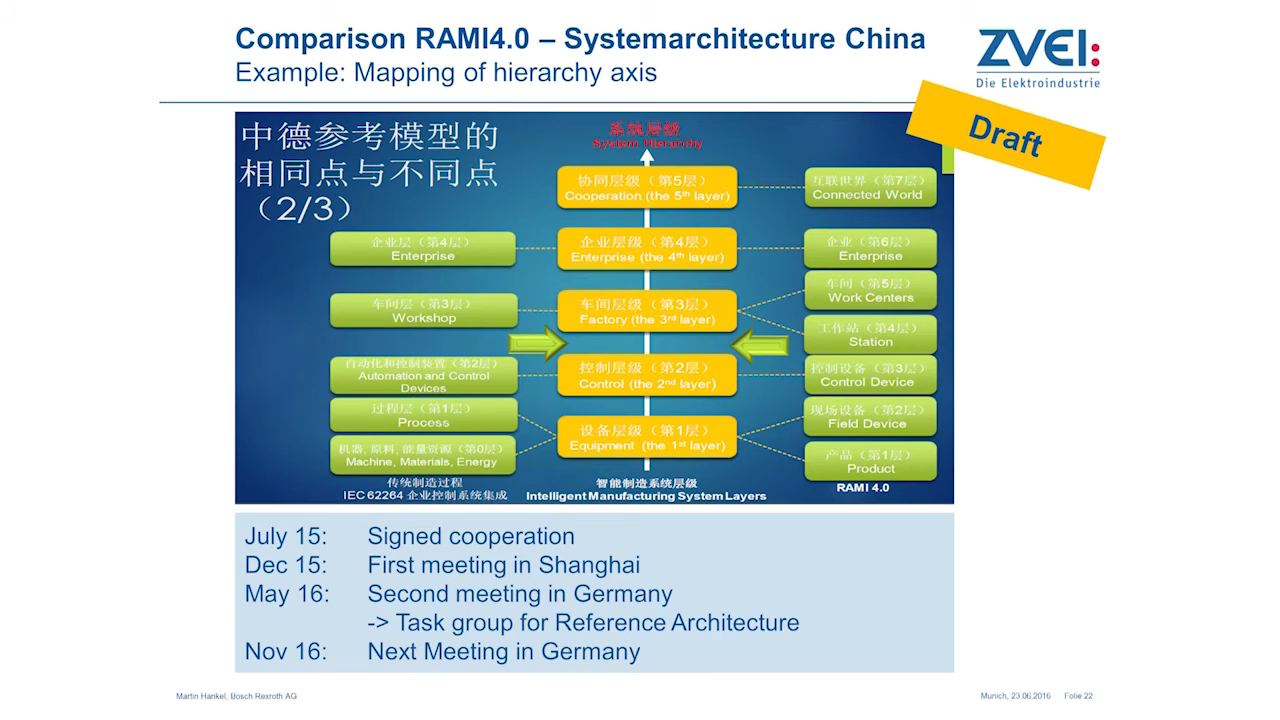 Comparison RAMI4.0 – Systemarchitecture China
Example: Mapping of hierarchy axis
ZVEI:
Die Elektroindustrie
Draft
中德参考模型的
相同点与不同点
（2/3）
系统层级
System Hierarchy
协同层级（第5层）
Cooperation (the 5th layer)
互联世界（第7层）
Connected World
企业层（第4层）
Enterprise
企业层级（第4层）
Enterprise (the 4th layer)
企业（第6层）
Enterprise
车间层（第3层）
Workshop
车间层级（第3层）
Factory (the 3rd layer)
车间（第5层）
Work Centers
工作站（第4层）
Station
自动化和控制装置（第2层）
Automation and Control
Devices
控制层级（第2层）
Control (the 2nd layer)
控制设备（第3层）
Control Device
过程层（第1层）
Process
机器, 原料, 能量资源（第0层）
Machine, Materials, Energy
设备层级（第1层）
Equipment (the 1st layer)
现场设备（第2层）
Field Device
产品（第1层）
Product
传统制造过程
IEC 62264 企业控制系统集成
智能制造系统层级
Intelligent Manufacturing System Layers
RAMI 4.0
July 15: Signed cooperation
Dec 15: First meeting in Shanghai
May 16: Second meeting in Germany
-> Task group for Reference Architecture
Nov 16: Next Meeting in Germany
Martin Hankel, Bosch Rexroth AG
Munich, 23.06.2016 Folie 22